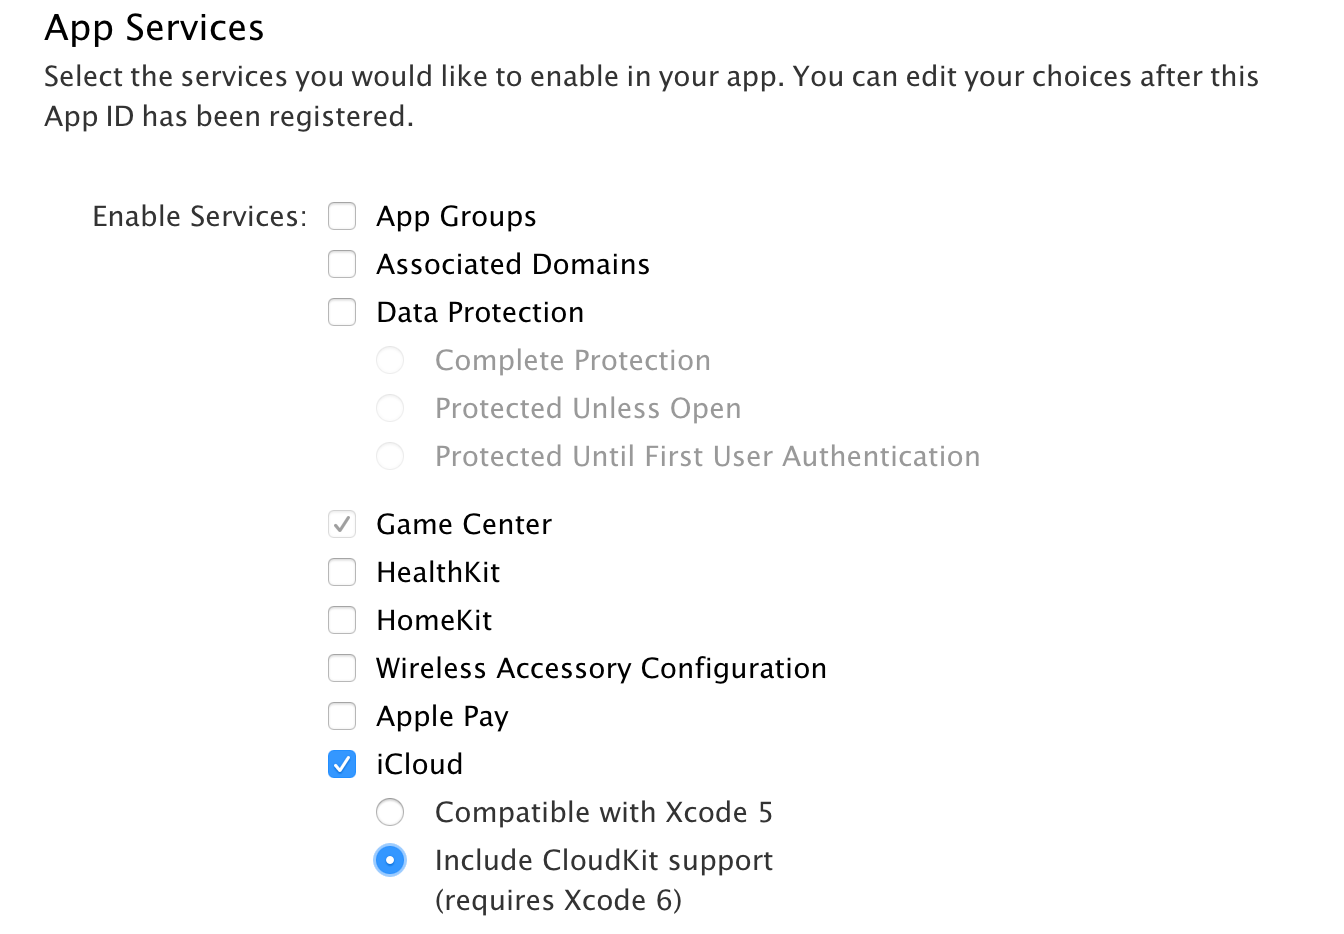 App Services
Select the services you would like to enable in your app. You can edit your choices after this
App ID has been registered.
Enable Services: App Groups
Associated Domains
Data Protection
Complete Protection
Protected Unless Open
Protected Until First User Authentication
Game Center
HealthKit
HomeKit
Wireless Accessory Configuration
Apple Pay
iCloud
Compatible with Xcode 5
Include CloudKit support
(requires Xcode 6)